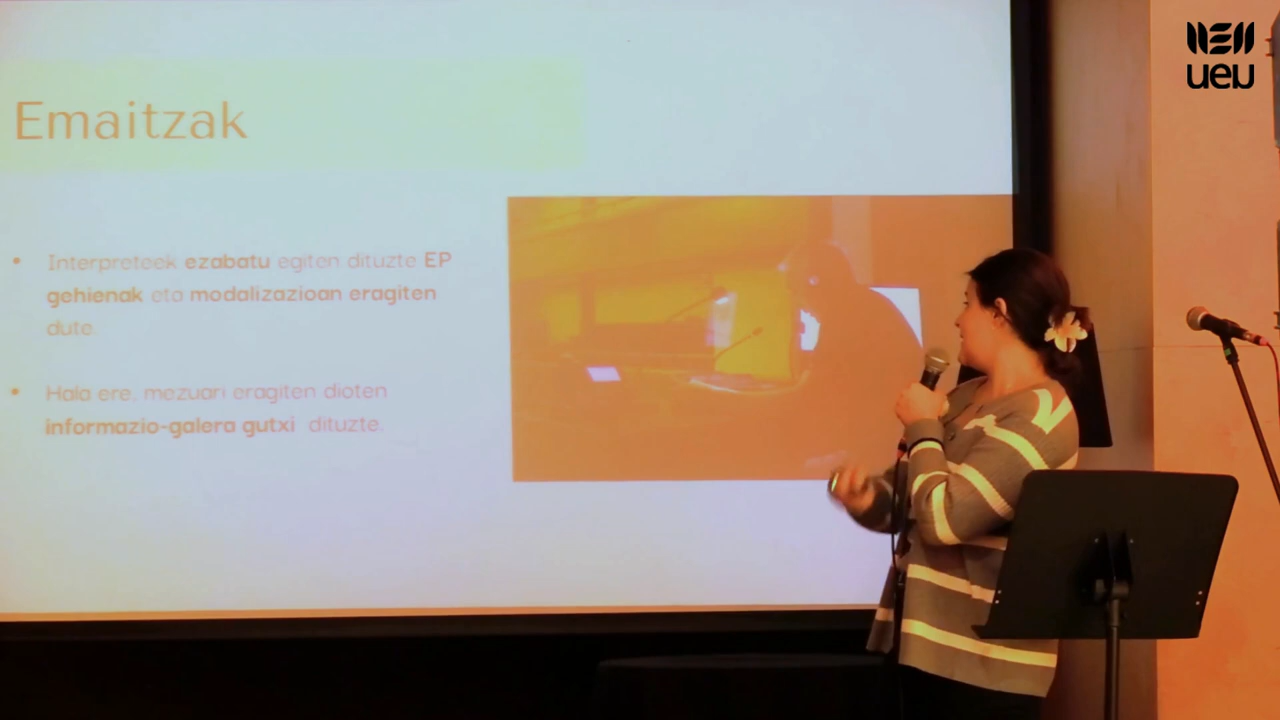 Emaitzak
• Interpreteek ezabatu egiten dituzte EP
gehienak eta modalizazioan eragiten
dute.
• Hala ere, mezuari eragiten dioten
informazio-galera gutxi dituzte.
ueu